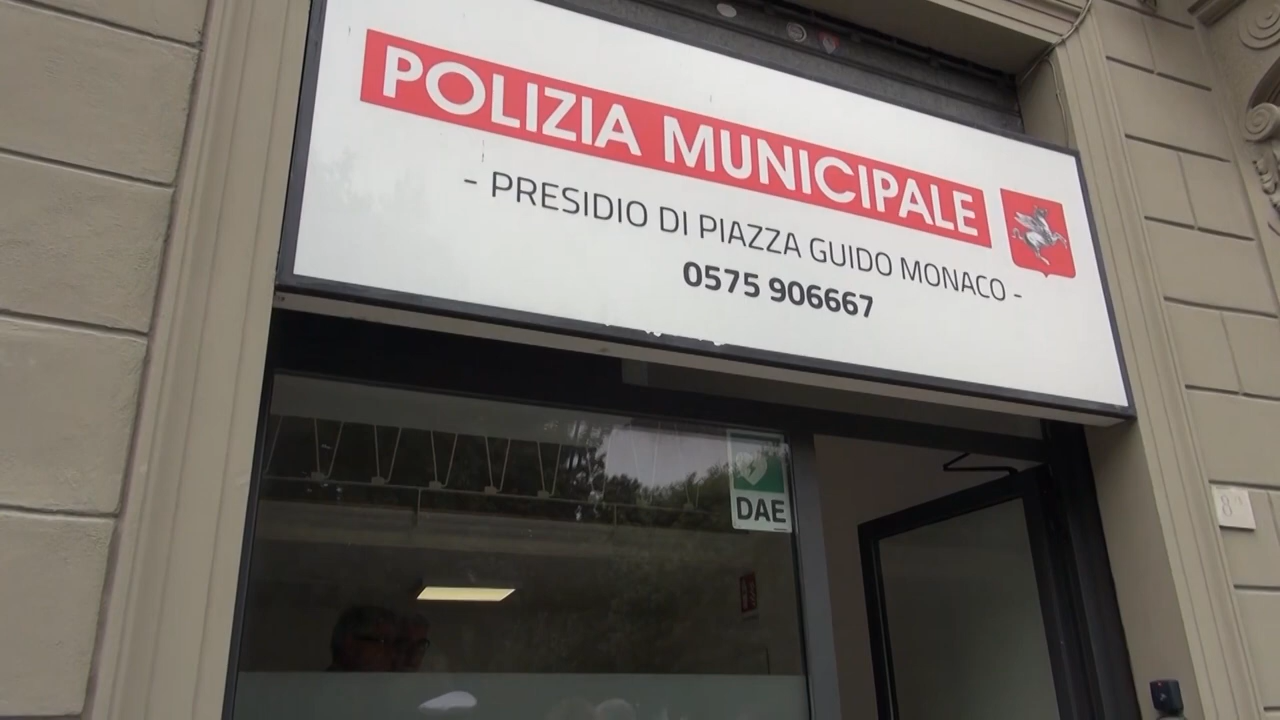 POLIZIA MUNICIPALE
- PRESIDIO DI PIAZZA GUIDO MONACO -
0575 906667
DAE